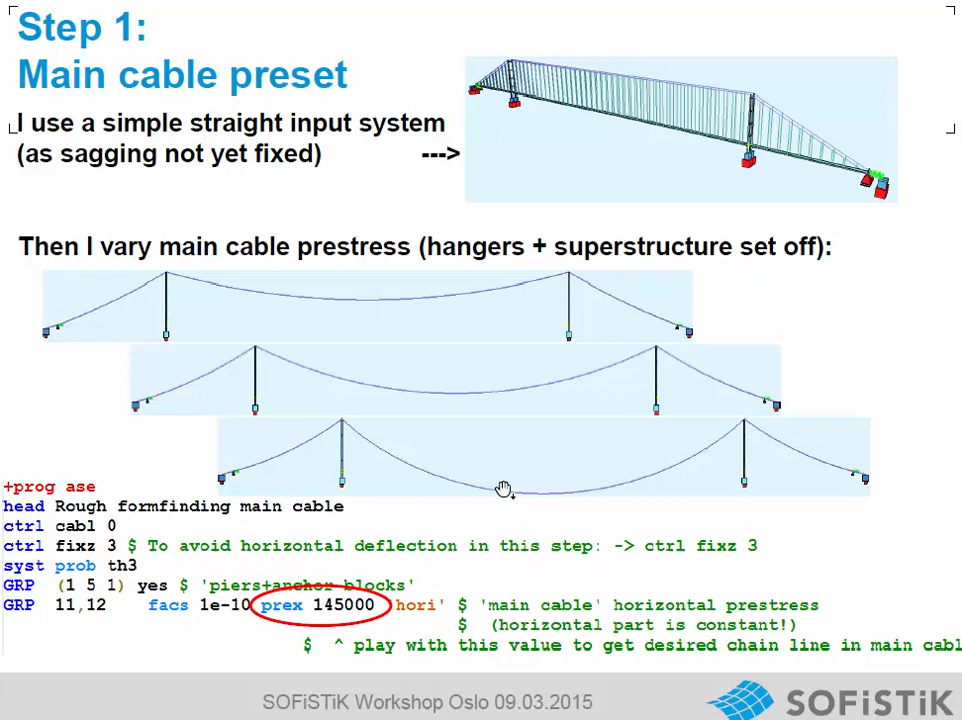 Step 1:
Main cable preset
I use a simple straight input system
(as sagging not yet fixed) --->
Then I vary main cable prestress (hangers + superstructure set off):
+prog ase
head Rough formfinding main cable
ctrl cabl 0
ctrl fixz 3 $ To avoid horizontal deflection in this step: -> ctrl fixz 3
syst prob th3
GRP (1 5 1) yes $ 'piers+anchor blocks'
GRP 11,12 facs 1e-10 prex 145000 'hori' $ 'main cable' horizontal prestress
$ (horizontal part is constant!)
$ ^ play with this value to get desired chain line in main cabl
SOFiSTiK Workshop Oslo 09.03.2015
SOFiSTiK